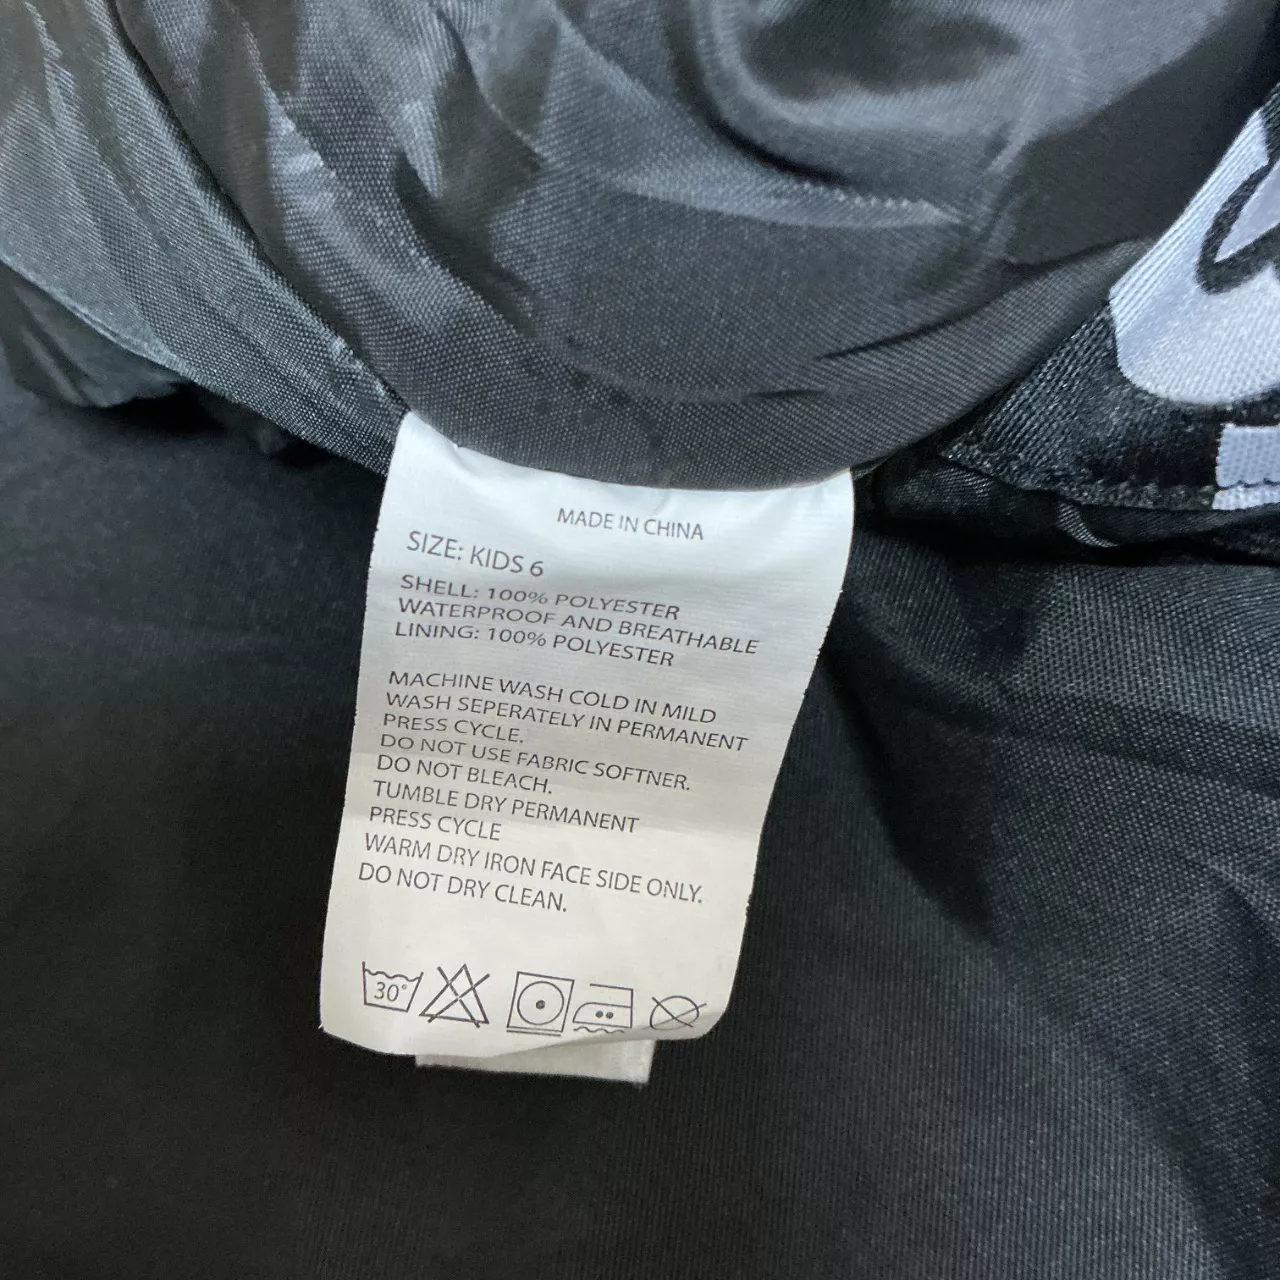 MADE IN CHINA
SIZE: KIDS 6
SHELL: 100% POLYESTER
WATERPROOF AND BREATHABLE
LINING: 100% POLYESTER
MACHINE WASH COLD IN MILD
WASH SEPERATELY IN PERMANENT
PRESS CYCLE.
DO NOT USE FABRIC SOFTNER.
DO NOT BLEACH.
TUMBLE DRY PERMANENT
PRESS CYCLE
WARM DRY IRON FACE SIDE ONLY.
DO NOT DRY CLEAN.
30°